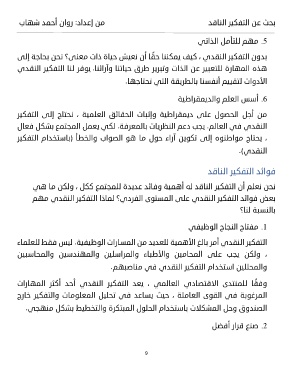 بحث عن التفكير الناقد
من إعداد: روان أحمد شهاب
5. مهم للتأمل الذاتي
بدون التفكير النقدي ، كيف يمكننا حقًا أن نعيش حياة ذات معنى؟ نحن بحاجة إلى
هذه المهارة للتعبير عن الذات وتبرير طرق حياتنا وآرائنا. يوفر لنا التفكير النقدي
الأدوات لتقييم أنفسنا بالطريقة التي نحتاجها.
6. أسس العلم والديمقراطية
من أجل الحصول على ديمقراطية وإثبات الحقائق العلمية ، نحتاج إلى التفكير
النقدي في العالم. يجب دعم النظريات بالمعرفة. لكي يعمل المجتمع بشكل فعال
، يحتاج مواطنوه إلى تكوين آراء حول ما هو الصواب والخطأ (باستخدام التفكير
النقدي).
فوائد التفكير الناقد
نحن نعلم أن التفكير الناقد له أهمية وفائد عديدة للمجتمع ككل ، ولكن ما هي
بعض فوائد التفكير النقدي على المستوى الفردي؟ لماذا التفكير النقدي مهم
بالنسبة لنا؟
1. مفتاح النجاح الوظيفي
التفكير النقدي أمر بالغ الأهمية للعديد من المسارات الوظيفية. ليس فقط للعلماء
، ولكن يجب على المحامين والأطباء والمراسلين والمهندسين والمحاسبين
والمحللين استخدام التفكير النقدي في مناصبهم.
وفقًا للمنتدى الاقتصادي العالمي ، يعد التفكير النقدي أحد أكثر المهارات
المرغوبة في القوى العاملة ، حيث يساعد في تحليل المعلومات والتفكير خارج
الصندوق وحل المشكلات باستخدام الحلول المبتكرة والتخطيط بشكل منهجي.
2. صنع قرار أفضل
9